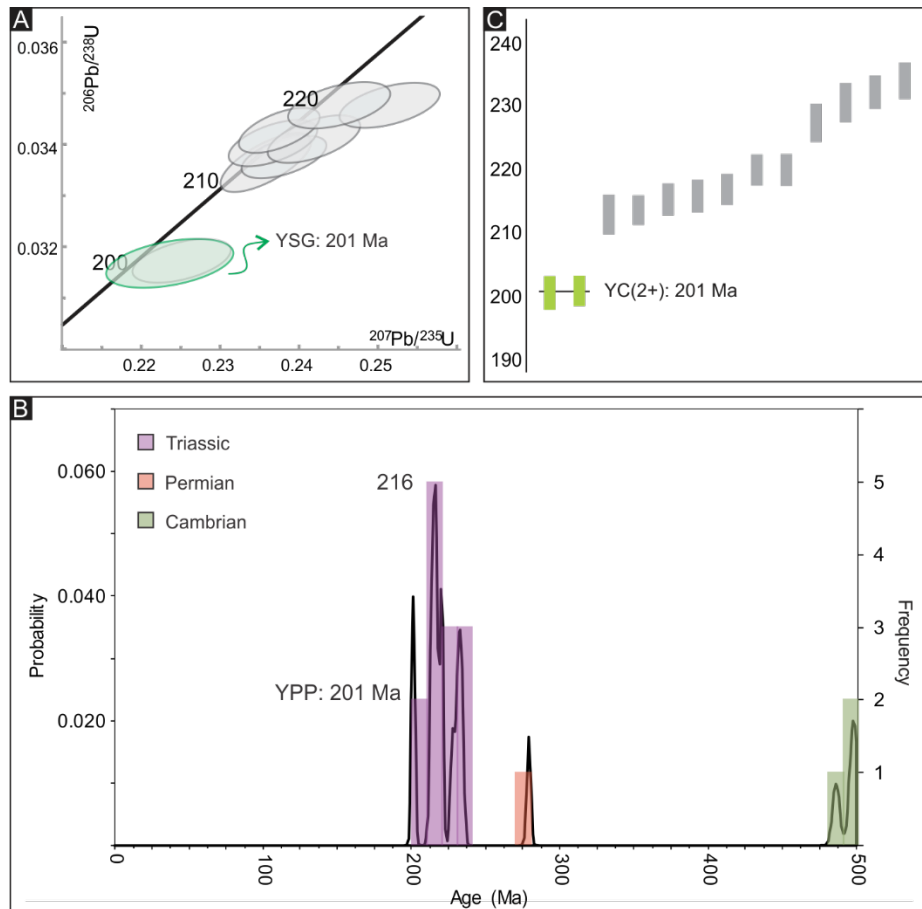 A
0.036
206Pb/238U
220
0.034
210
YSG: 201 Ma
0.032
200
207Pb/235U
0.22
0.23
0.24
0.25
C
240
230
220
210
200
YC(2+): 201 Ma
190
B
Triassic
Permian
Cambrian
0.060
216
5
4
0.040
Probability
Frequency
3
YPP: 201 Ma
2
0.020
1
0
100
200
300
400
500
Age (Ma)